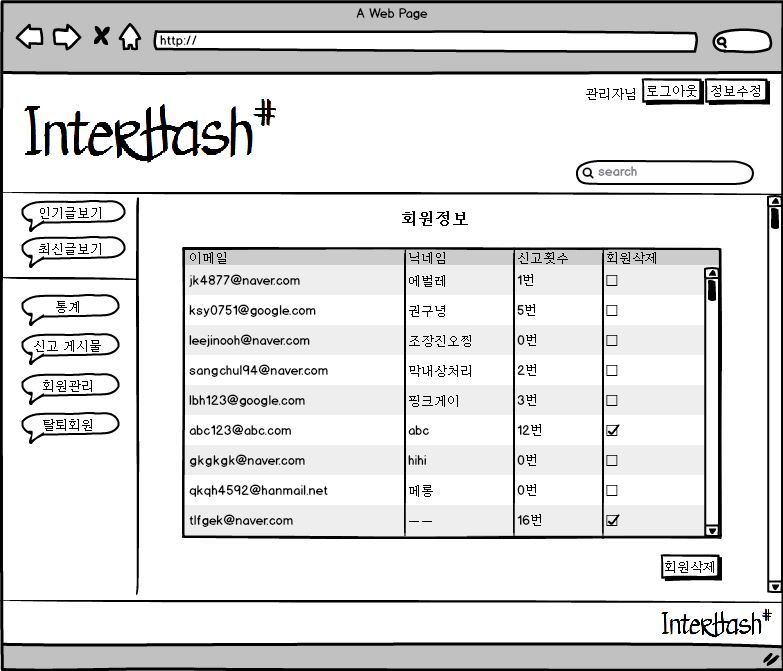 A Web Page
http://
관리자님 로그아웃 정보수정
InterHash#
search
인기글보기
최신글보기
통계
신고 게시물
회원관리
탈퇴회원
회원정보
이메일 닉네임 신고횟수 회원삭제
jk4877@naver.com 에벌레 1번
ksy0751@google.com 권구녕 5번
leejinooh@naver.com 조장진오찡 0번
sangchul94@naver.com 막내상처리 2번
lbh123@google.com 핑크게이 3번
abc123@abc.com abc 12번
gkgkgk@naver.com hihi 0번
qkqh4592@hanmail.net 메롱 0번
tlfgek@naver.com ㅡㅡ 16번
회원삭제
InterHash#